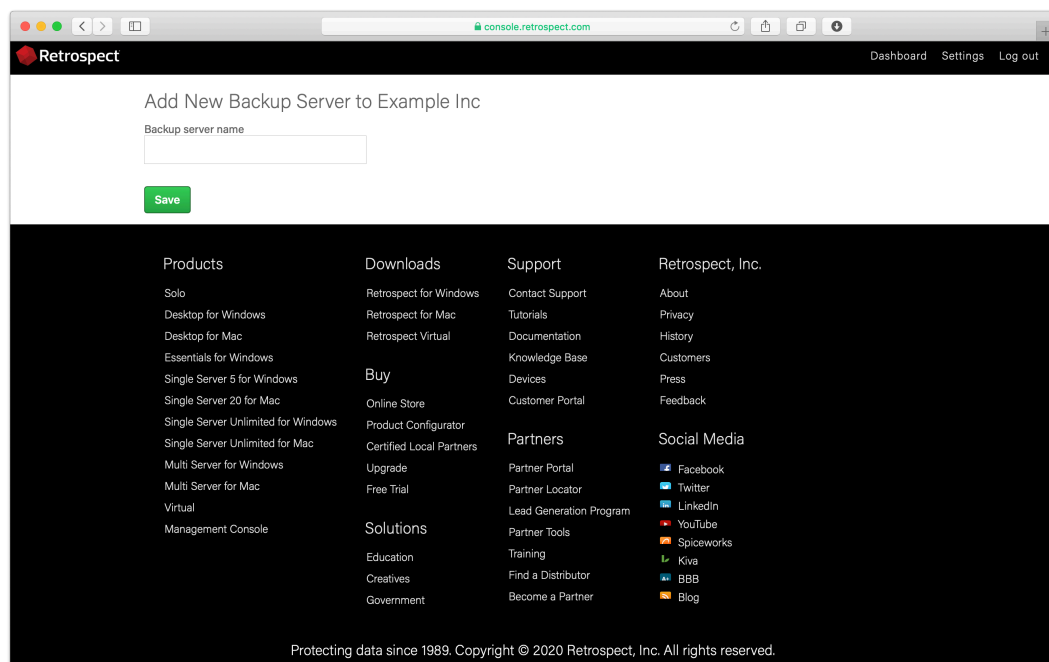 console.retrospect.com
Retrospect
Dashboard Settings Log out
Add New Backup Server to Example Inc
Backup server name
Save
Products
Solo
Desktop for Windows
Desktop for Mac
Essentials for Windows
Single Server 5 for Windows
Single Server 20 for Mac
Single Server Unlimited for Windows
Single Server Unlimited for Mac
Multi Server for Windows
Multi Server for Mac
Virtual
Management Console
Downloads
Retrospect for Windows
Retrospect for Mac
Retrospect Virtual
Buy
Online Store
Product Configurator
Certified Local Partners
Upgrade
Free Trial
Solutions
Education
Creatives
Government
Support
Contact Support
Tutorials
Documentation
Knowledge Base
Devices
Customer Portal
Partners
Partner Portal
Partner Locator
Lead Generation Program
Partner Tools
Training
Find a Distributor
Become a Partner
Retrospect, Inc.
About
Privacy
History
Customers
Press
Feedback
Social Media
Facebook
Twitter
LinkedIn
YouTube
Spiceworks
Kiva
BBB
Blog
Protecting data since 1989. Copyright © 2020 Retrospect, Inc. All rights reserved.